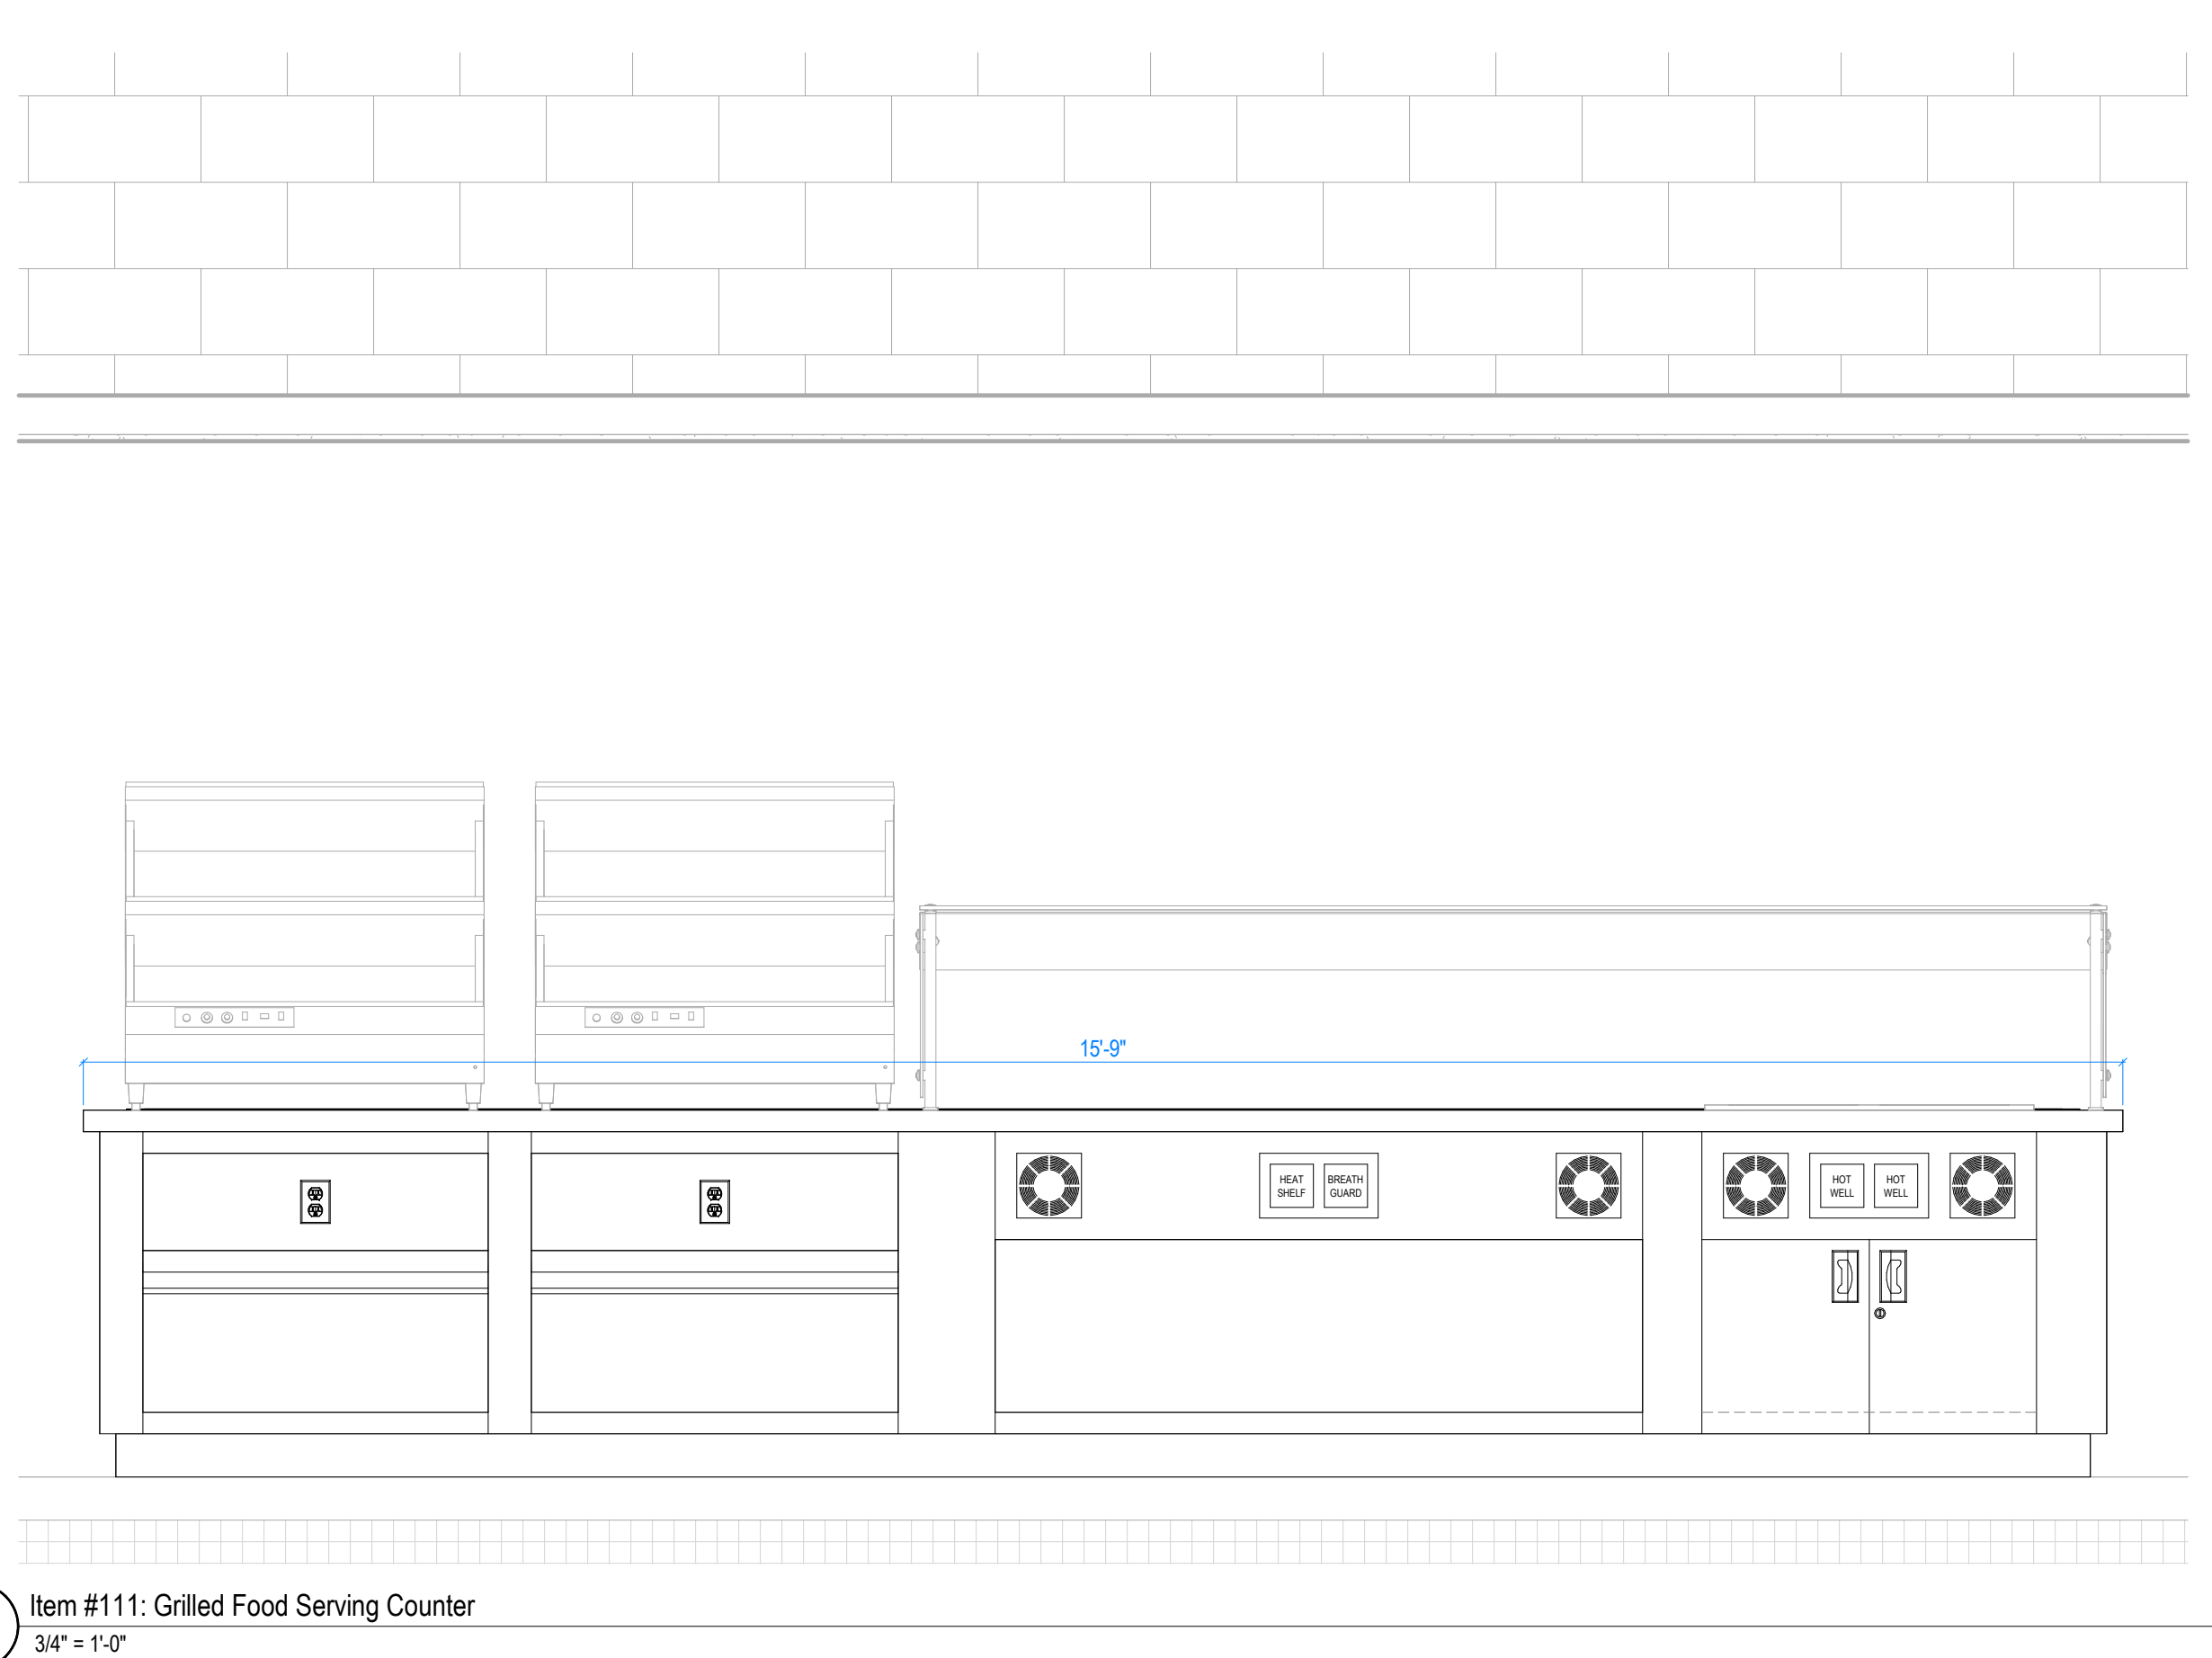 15'-9"
HEAT
SHELF
BREATH
GUARD
HOT
WELL
HOT
WELL
Item #111: Grilled Food Serving Counter
3/4" = 1'-0"